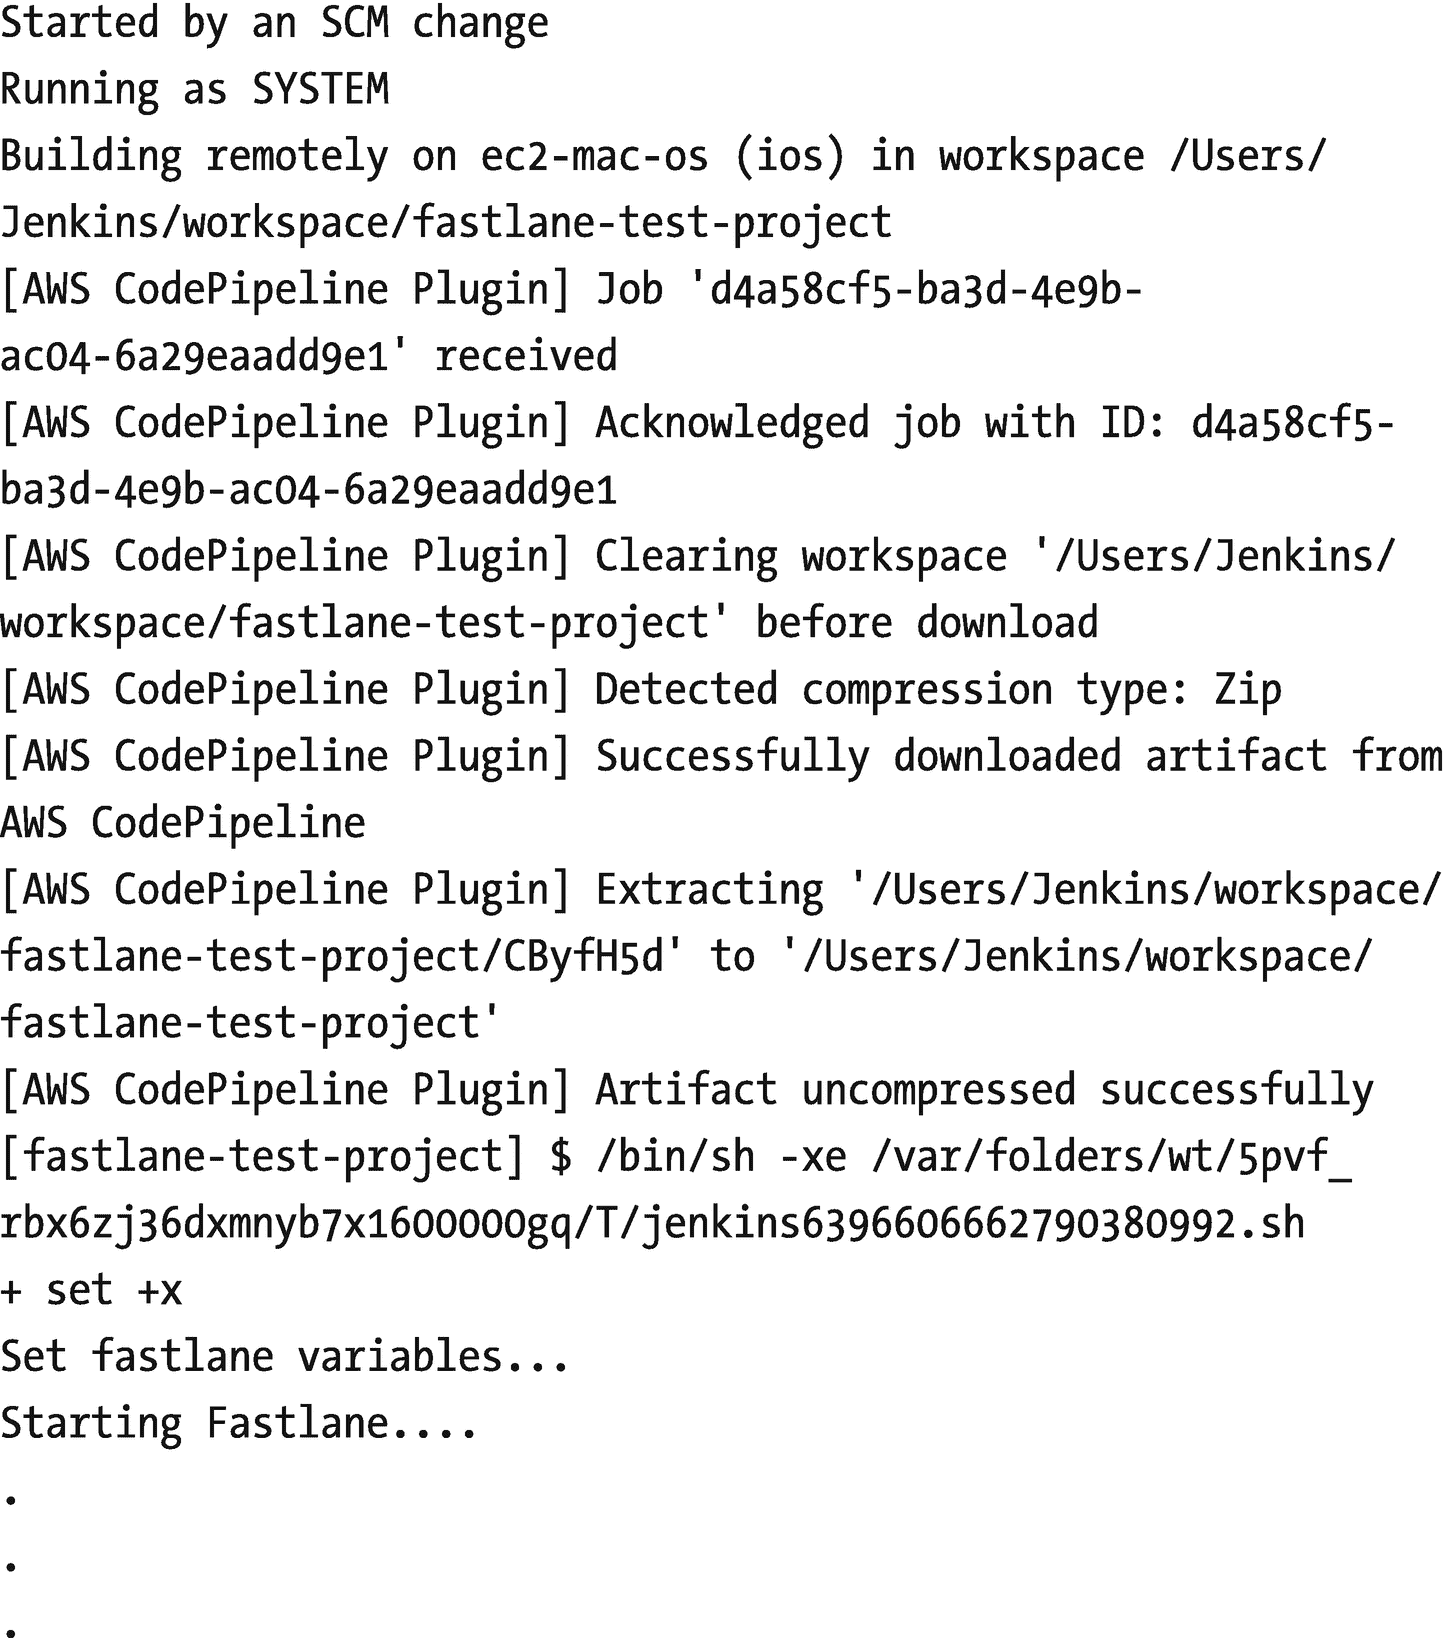 Started by an SCM change
Running as SYSTEM
Building remotely on ec2-mac-os (ios) in workspace /Users/
Jenkins/workspace/fastlane-test-project
[AWS CodePipeline Plugin] Job 'd4a58cf5-ba3d-4e9b-
ac04-6a29eaadd9e1' received
[AWS CodePipeline Plugin] Acknowledged job with ID: d4a58cf5-
ba3d-4e9b-ac04-6a29eaadd9e1
[AWS CodePipeline Plugin] Clearing workspace '/Users/Jenkins/
workspace/fastlane-test-project' before download
[AWS CodePipeline Plugin] Detected compression type: Zip
[AWS CodePipeline Plugin] Successfully downloaded artifact from
AWS CodePipeline
[AWS CodePipeline Plugin] Extracting '/Users/Jenkins/workspace/
fastlane-test-project/CByfH5d' to '/Users/Jenkins/workspace/
fastlane-test-project'
[AWS CodePipeline Plugin] Artifact uncompressed successfully
[fastlane-test-project] $ /bin/sh -xe /var/folders/wt/5pvf_
rbx6zj36dxmnyb7x1600000gq/T/jenkins6396606662790380992.sh
+ set +x
Set fastlane variables...
Starting Fastlane....
.
.
.